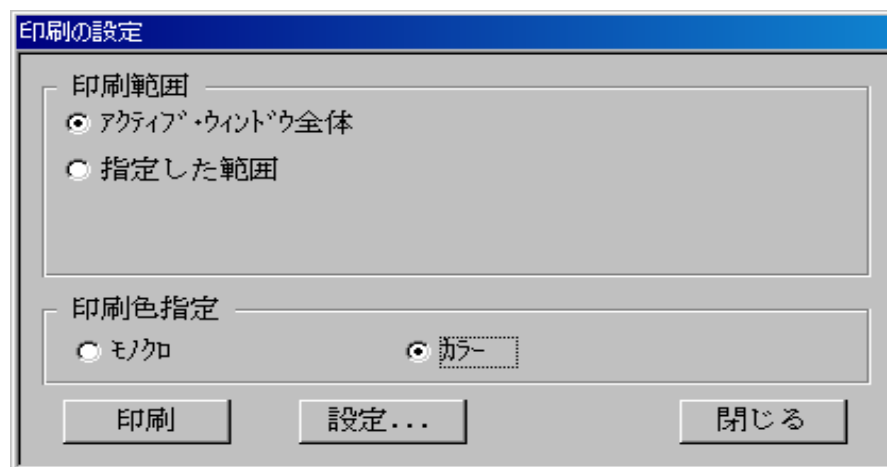 印刷の設定
印刷範囲
ｱｸﾃｨﾌﾞ･ｳｨﾝﾄﾞｳ全体
指定した範囲
印刷色指定
ﾓﾉｸﾛ ｶﾗｰ
印刷 設定... 閉じる